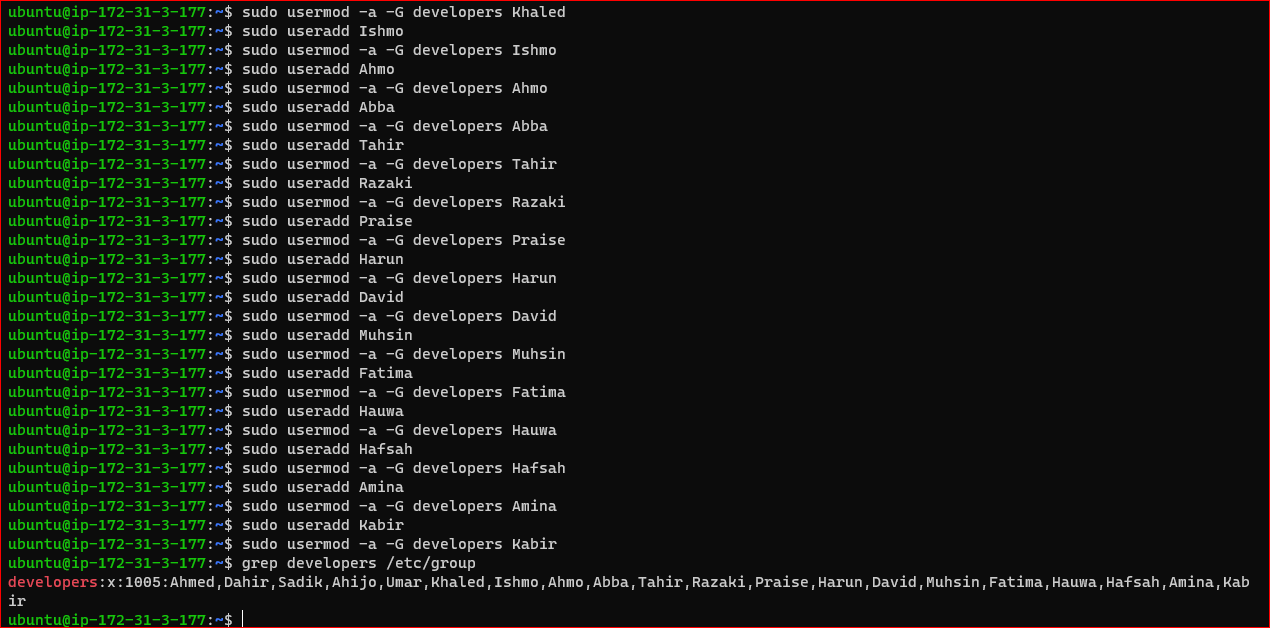 ubuntu@ip-172-31-3-177:~$ sudo usermod -a -G developers Khaled
ubuntu@ip-172-31-3-177:~$ sudo useradd Ishmo
ubuntu@ip-172-31-3-177:~$ sudo usermod -a -G developers Ishmo
ubuntu@ip-172-31-3-177:~$ sudo useradd Ahmo
ubuntu@ip-172-31-3-177:~$ sudo usermod -a -G developers Ahmo
ubuntu@ip-172-31-3-177:~$ sudo useradd Abba
ubuntu@ip-172-31-3-177:~$ sudo usermod -a -G developers Abba
ubuntu@ip-172-31-3-177:~$ sudo useradd Tahir
ubuntu@ip-172-31-3-177:~$ sudo usermod -a -G developers Tahir
ubuntu@ip-172-31-3-177:~$ sudo useradd Razaki
ubuntu@ip-172-31-3-177:~$ sudo usermod -a -G developers Razaki
ubuntu@ip-172-31-3-177:~$ sudo useradd Praise
ubuntu@ip-172-31-3-177:~$ sudo usermod -a -G developers Praise
ubuntu@ip-172-31-3-177:~$ sudo useradd Harun
ubuntu@ip-172-31-3-177:~$ sudo usermod -a -G developers Harun
ubuntu@ip-172-31-3-177:~$ sudo useradd David
ubuntu@ip-172-31-3-177:~$ sudo usermod -a -G developers David
ubuntu@ip-172-31-3-177:~$ sudo useradd Muhsin
ubuntu@ip-172-31-3-177:~$ sudo usermod -a -G developers Muhsin
ubuntu@ip-172-31-3-177:~$ sudo useradd Fatima
ubuntu@ip-172-31-3-177:~$ sudo usermod -a -G developers Fatima
ubuntu@ip-172-31-3-177:~$ sudo useradd Hauwa
ubuntu@ip-172-31-3-177:~$ sudo usermod -a -G developers Hauwa
ubuntu@ip-172-31-3-177:~$ sudo useradd Hafsah
ubuntu@ip-172-31-3-177:~$ sudo usermod -a -G developers Hafsah
ubuntu@ip-172-31-3-177:~$ sudo useradd Amina
ubuntu@ip-172-31-3-177:~$ sudo usermod -a -G developers Amina
ubuntu@ip-172-31-3-177:~$ sudo useradd Kabir
ubuntu@ip-172-31-3-177:~$ sudo usermod -a -G developers Kabir
ubuntu@ip-172-31-3-177:~$ grep developers /etc/group
developers:x:1005:Ahmed,Dahir,Sadik,Ahijo,Umar,Khaled,Ishmo,Ahmo,Abba,Tahir,Razaki,Praise,Harun,David,Muhsin,Fatima,Hauwa,Hafsah,Amina,Kab
ir
ubuntu@ip-172-31-3-177:~$